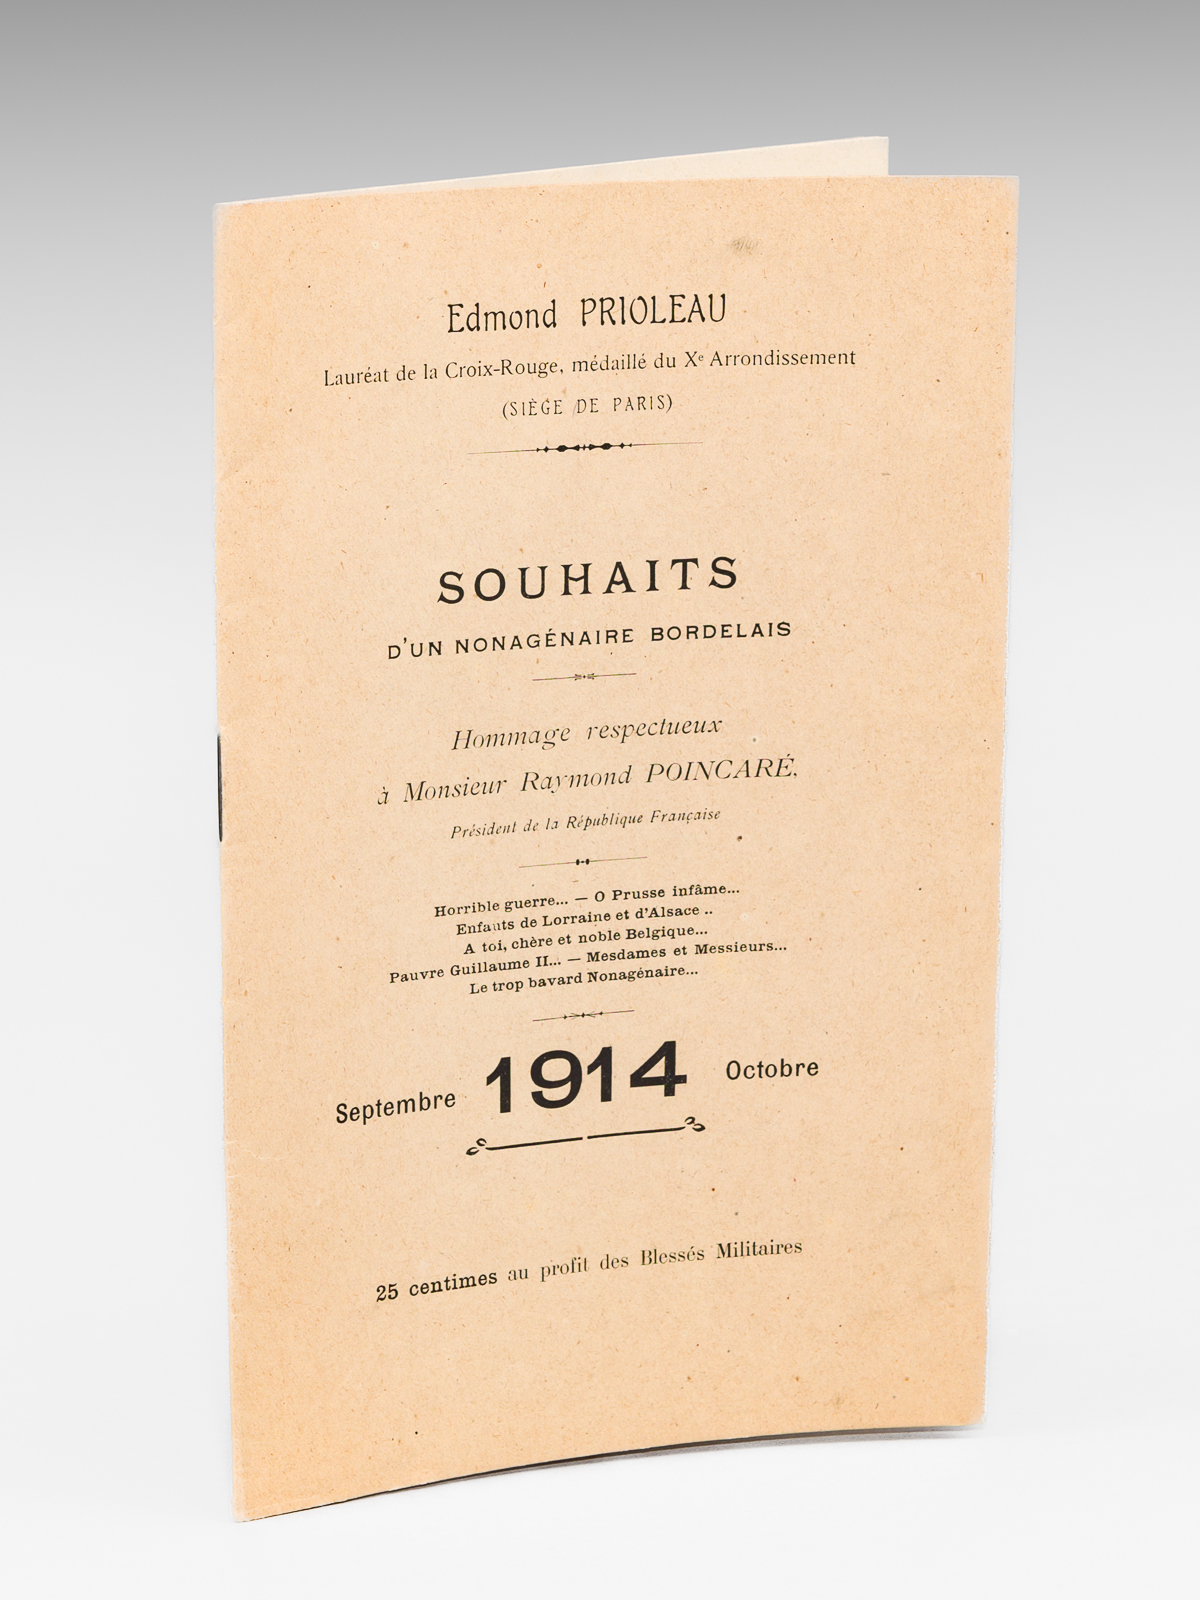 Edmond PRIOLEAU
Lauréat de la Croix-Rouge, médaillé du Xe Arrondissement
(SIÈGE DE PARIS)
SOUHAITS
D'UN NONAGÉNAIRE BORDELAIS
Hommage respectueux
à Monsieur Raymond POINCARÉ,
Président de la République Française
Horrible guerre... — O Prusse infâme...
Enfants de Lorraine et d'Alsace ..
A toi, chère et noble Belgique...
Pauvre Guillaume II... — Mesdames et Messieurs...
Le trop bavard Nonagénaire...
Septembre 1914 Octobre
25 centimes au profit des Blessés Militaires